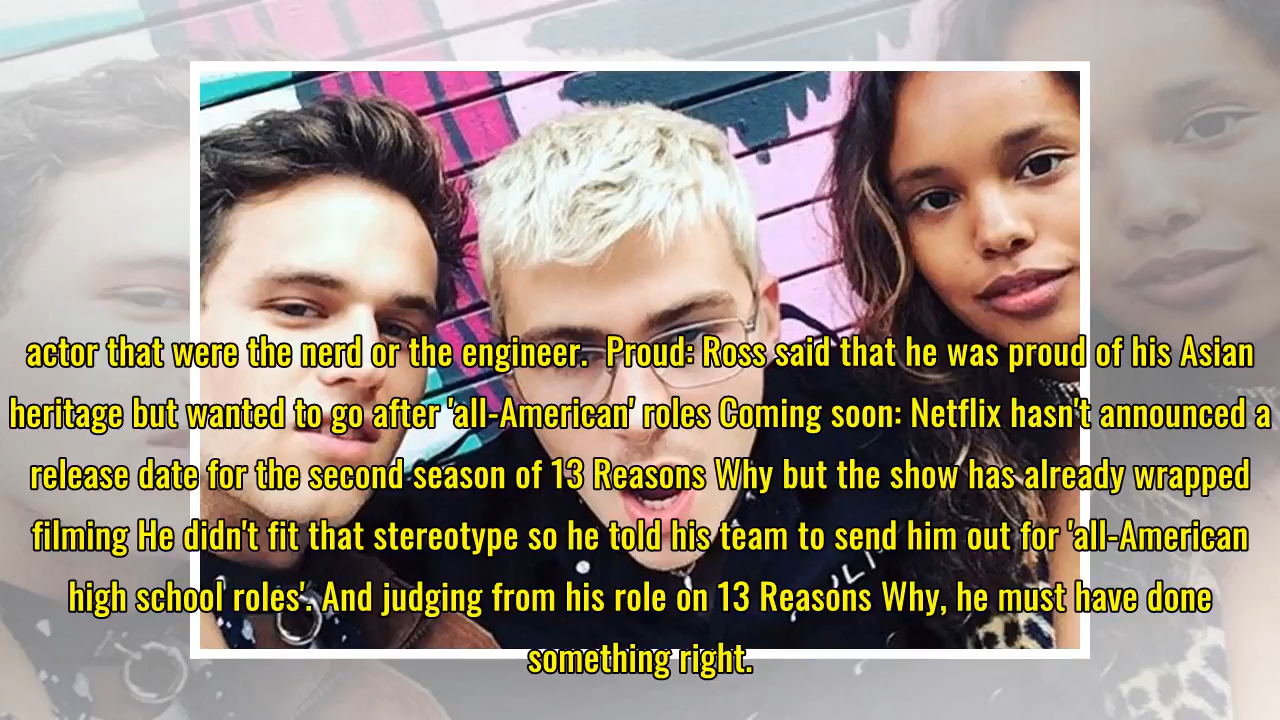 actor that were the nerd or the engineer.  Proud: Ross said that he was proud of his Asian
heritage but wanted to go after 'all-American' roles Coming soon: Netflix hasn't announced a
release date for the second season of 13 Reasons Why but the show has already wrapped
filming He didn't fit that stereotype so he told his team to send him out for 'all-American
high school roles'. And judging from his role on 13 Reasons Why, he must have done
something right.